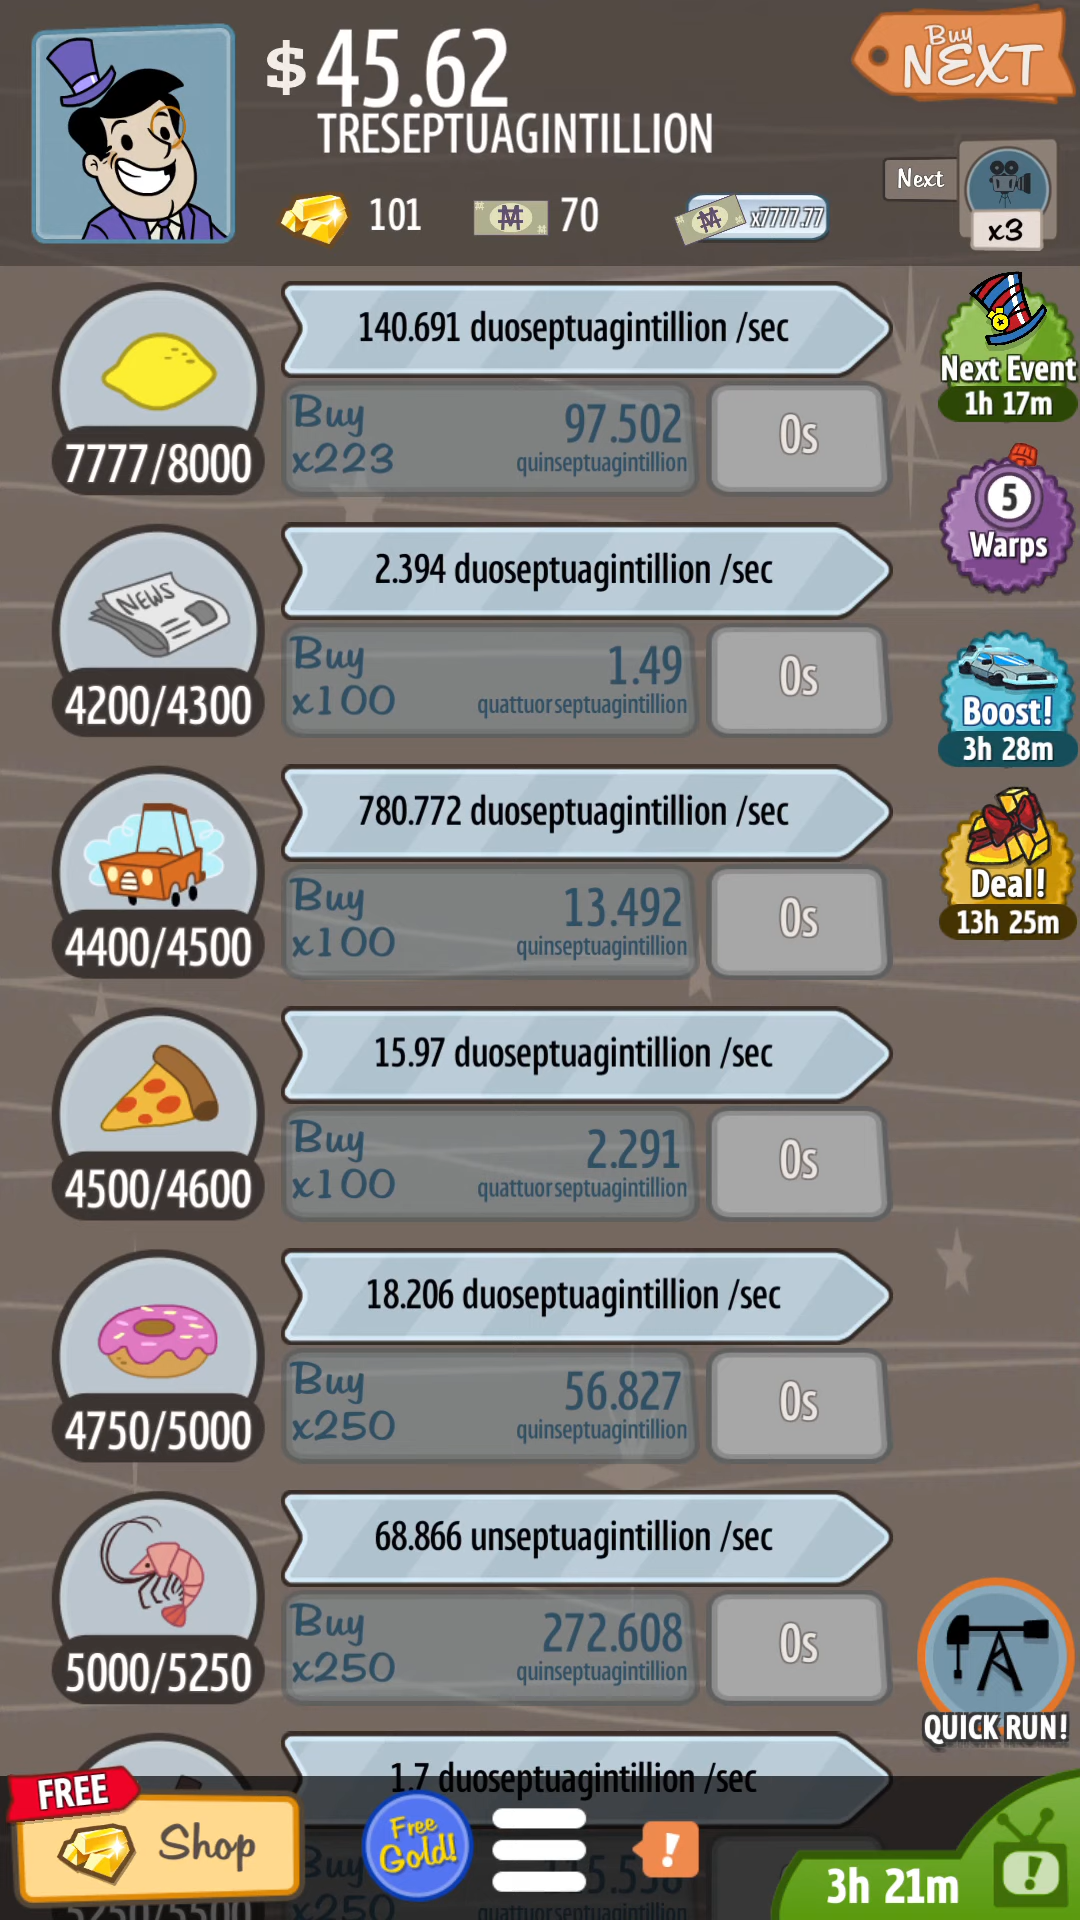 $ 45.62
TRESEPTUAGINTILLION
Buy
NEXT
101
70
x7777.77
Next
x3
140.691 duoseptuagintillion /sec
Buy
x223
97.502
quinseptuagintillion
0s
7777/8000
Next Event
1h 17m
5
Warps
2.394 duoseptuagintillion /sec
NEWS
Buy
x100
1.49
quattuorseptuagintillion
0s
4200/4300
Boost!
3h 28m
780.772 duoseptuagintillion /sec
Buy
x100
13.492
quinseptuagintillion
0s
4400/4500
Deal!
13h 25m
15.97 duoseptuagintillion /sec
Buy
x100
2.291
quattuorseptuagintillion
0s
4500/4600
18.206 duoseptuagintillion /sec
Buy
x250
56.827
quinseptuagintillion
0s
4750/5000
68.866 unseptuagintillion /sec
Buy
x250
272.608
quinseptuagintillion
0s
5000/5250
QUICK RUN!
1.7 duoseptuagintillion /sec
FREE
Shop
Free
Gold!
!
Buy
x250
quattuorseptuagintillion
5250/5500
3h 21m
!